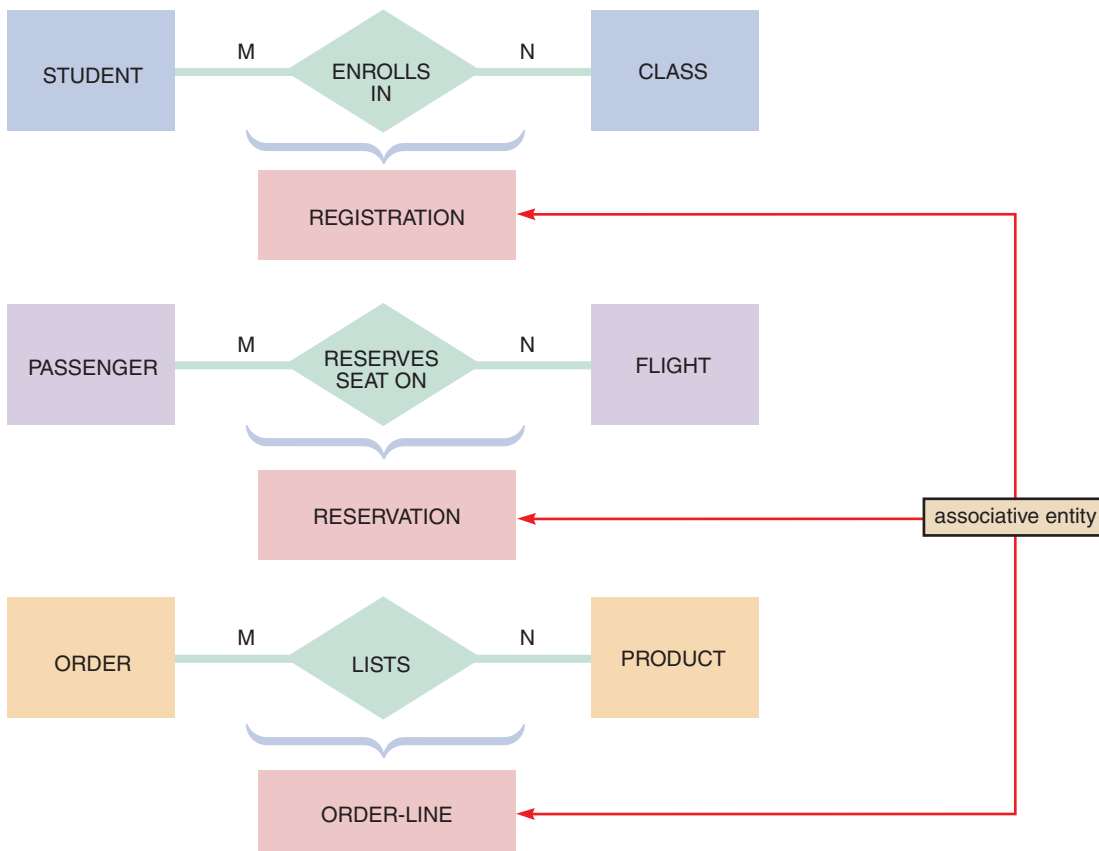 M
N
STUDENT
ENROLLS
IN
CLASS
REGISTRATION
M
N
PASSENGER
RESERVES
SEAT ON
FLIGHT
RESERVATION
associative entity
M
N
ORDER
LISTS
PRODUCT
ORDER-LINE